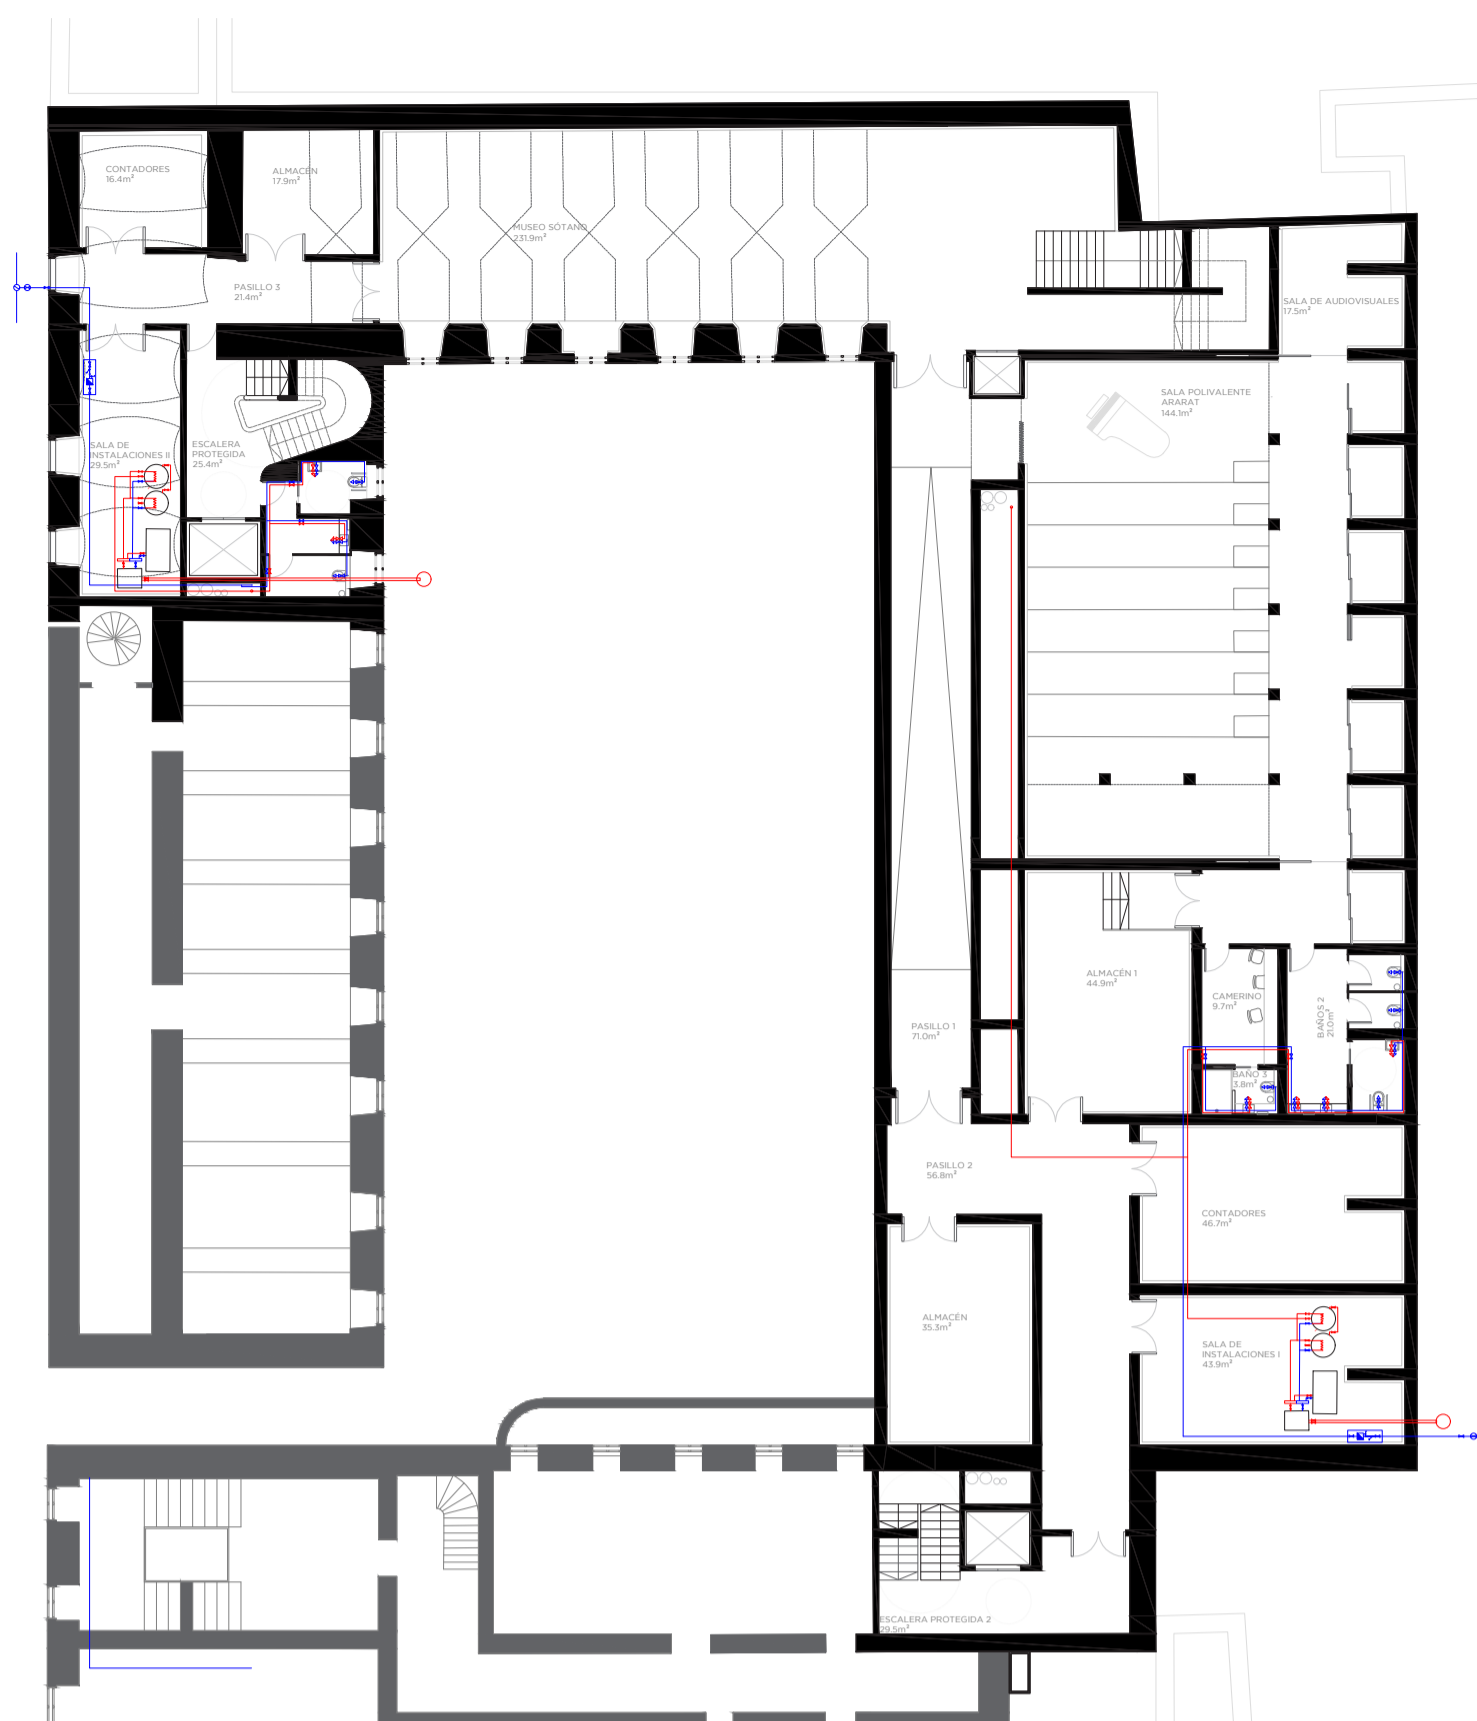 CONTADORES
16.4m²
ALMACÉN
17.9m²
MUSEO SÓTANO
231.9m²
PASILLO 3
21.4m²
SALA DE AUDIOVISUALES
17.5m²
SALA POLIVALENTE
ARARAT
144.1m²
SALA DE
INSTALACIONES II
29.5m²
ESCALERA
PROTEGIDA
25.4m²
ALMACÉN 1
44.9m²
CAMERINO
9.7m²
BAÑOS 2
21.0m²
PASILLO 1
71.0m²
BAÑO 3
3.8m²
PASILLO 2
56.8m²
CONTADORES
46.7m²
ALMACÉN
35.3m²
SALA DE
INSTALACIONES I
43.9m²
ESCALERA PROTEGIDA 2
29.5m²